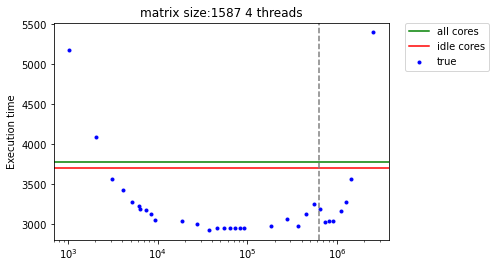 matrix size:1587 4 threads
all cores
idle cores
true
Execution time
5500
5000
4500
4000
3500
3000
10³
10⁴
10⁵
10⁶